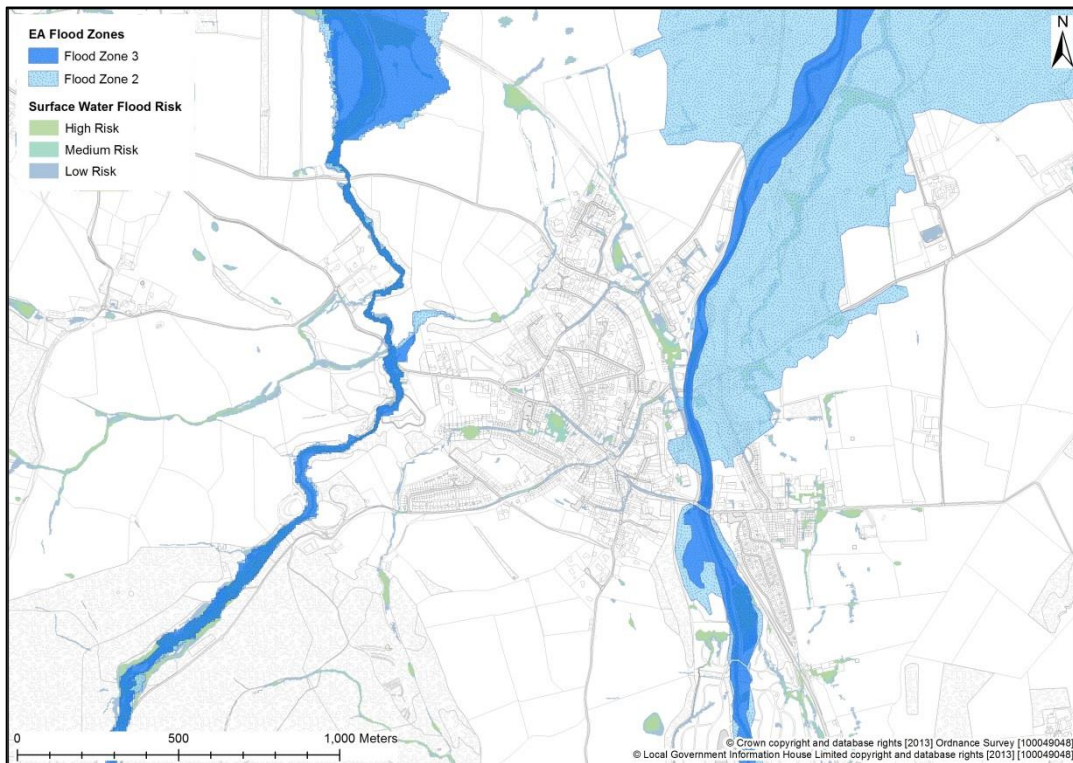 EA Flood Zones
Flood Zone 3
Flood Zone 2
Surface Water Flood Risk
High Risk
Medium Risk
Low Risk
N
0 500 1,000 Meters
© Crown copyright and database rights [2013] Ordnance Survey [100049048]
© Local Government Information House Limited copyright and database rights [2013] [100049048]